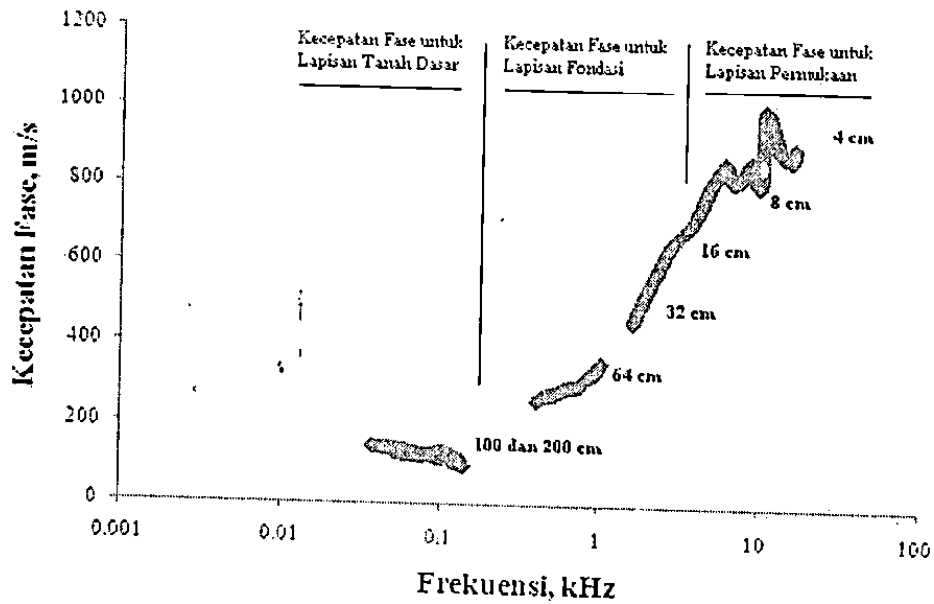 1200
1000
800
600
400
200
0
Kecepatan Fase, m/s
Kecepatan Fase untuk
Lapisan Tanah Dasar
Kecepatan Fase untuk
Lapisan Fondasi
Kecepatan Fase untuk
Lapisan Permukaan
4 cm
8 cm
16 cm
32 cm
64 cm
100 dan 200 cm
0.001
0.01
0.1
1
10
100
Frekuensi, kHz